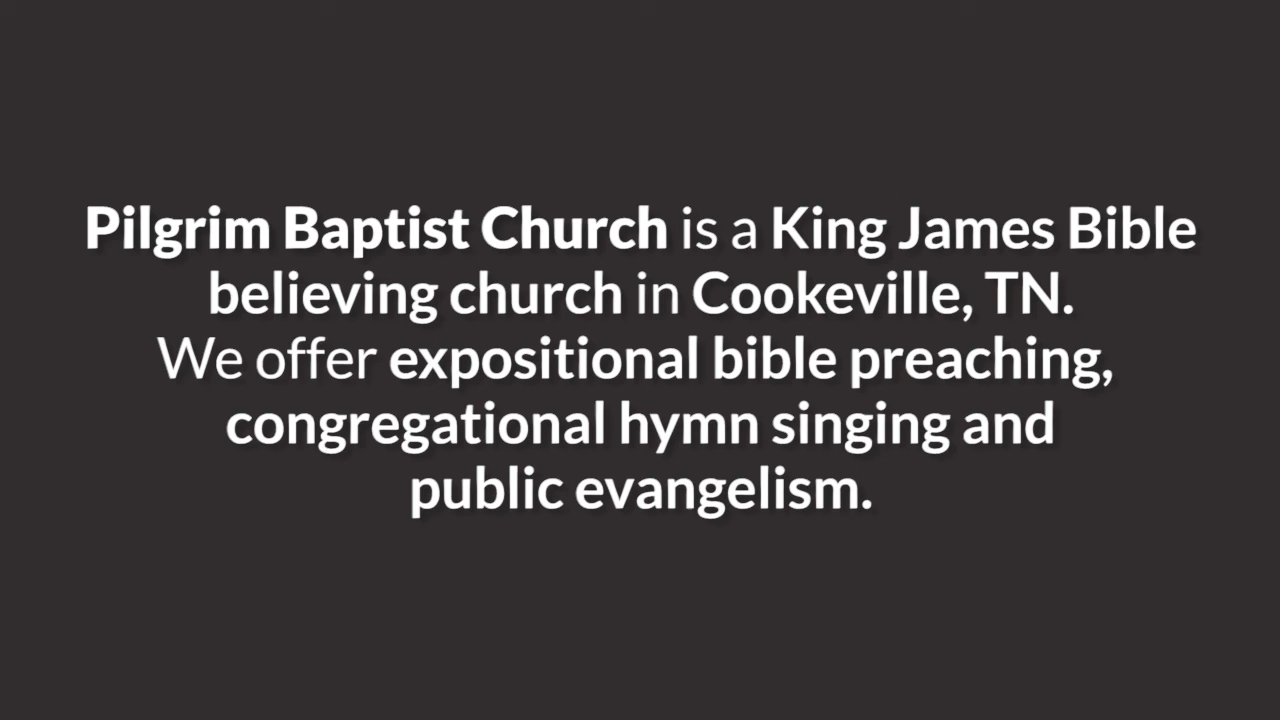 Pilgrim Baptist Church is a King James Bible
believing church in Cookeville, TN.
We offer expositional bible preaching,
congregational hymn singing and
public evangelism.